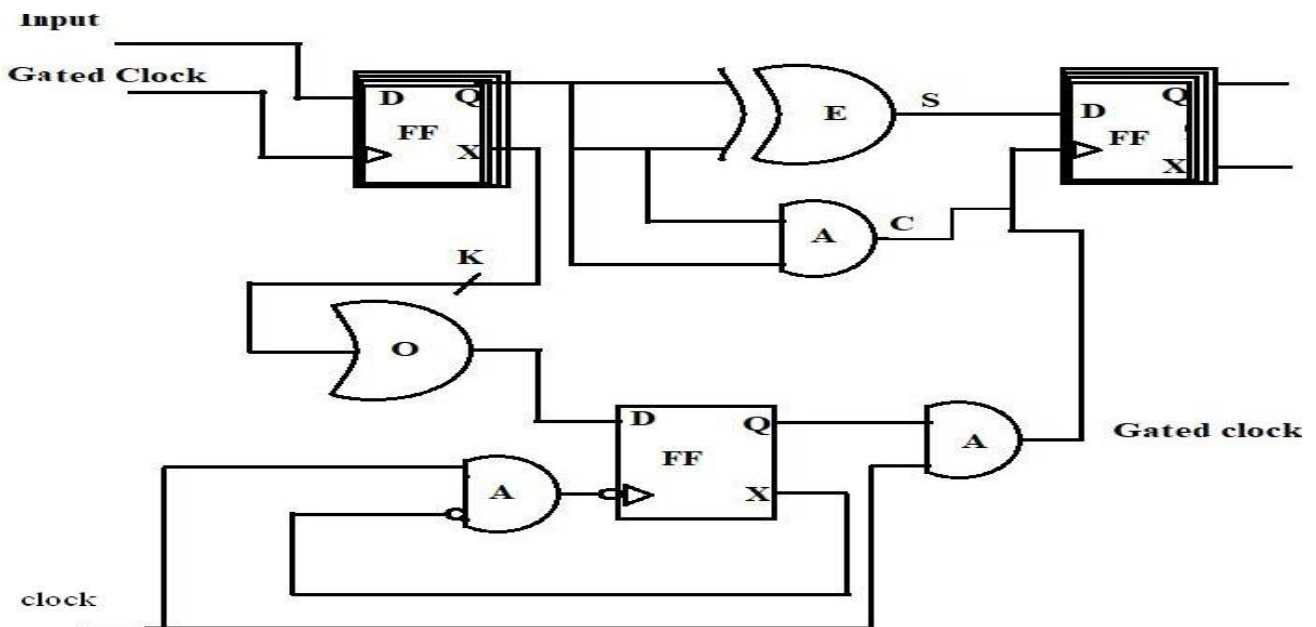 Input
Gated Clock
D Q
FF
X
E
S
D Q
FF
X
A
C
K
O
D Q
FF
X
A
A
Gated clock
clock